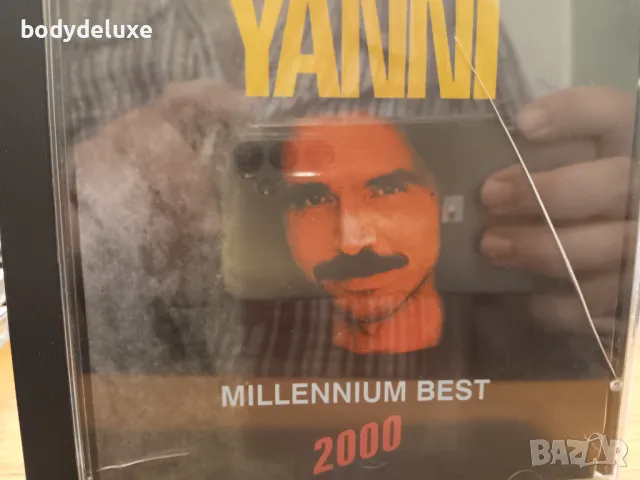 bodydeluxe
YANNI
MILLENNIUM BEST
2000
BAZAR